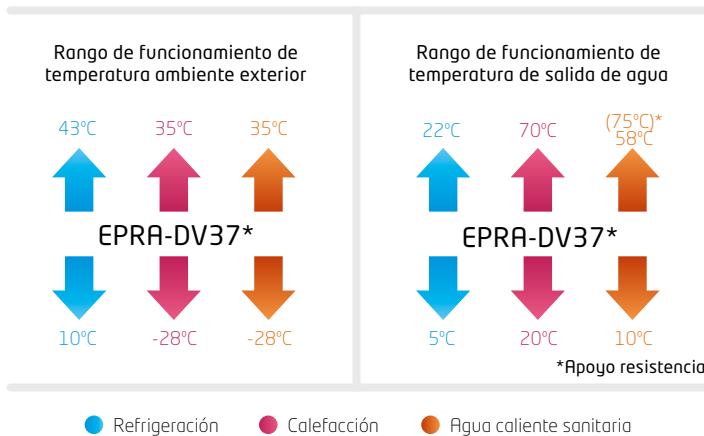 Rango de funcionamiento de
temperatura ambiente exterior
43ºC 35ºC 35ºC
EPRA-DV37*
10ºC -28ºC -28ºC
Rango de funcionamiento de
temperatura de salida de agua
22ºC 70ºC (75ºC)*
58ºC
EPRA-DV37*
5ºC 20ºC 10ºC
*Apoyo resistencia
Refrigeración Calefacción Agua caliente sanitaria